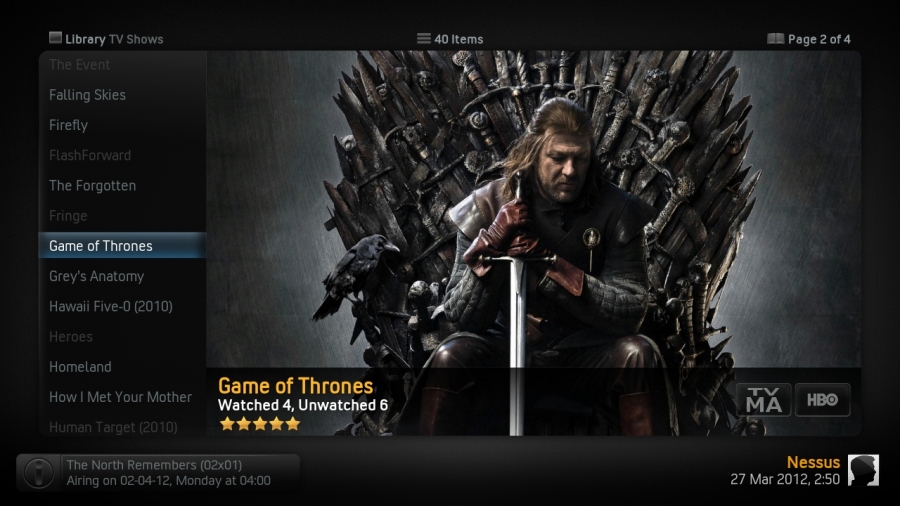 Library TV Shows
40 Items
Page 2 of 4
The Event
Falling Skies
Firefly
FlashForward
The Forgotten
Fringe
Game of Thrones
Grey's Anatomy
Hawaii Five-0 (2010)
Heroes
Homeland
How I Met Your Mother
Human Target (2010)
Game of Thrones
Watched 4, Unwatched 6
TV
MA
HBO
The North Remembers (02x01)
Airing on 02-04-12, Monday at 04:00
Nessus
27 Mar 2012, 2:50